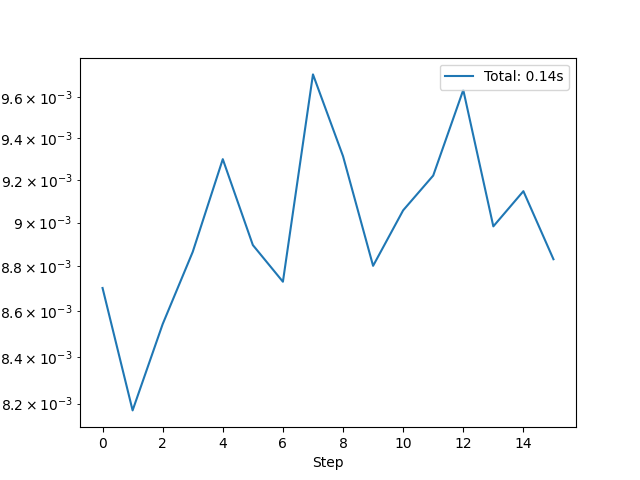 Total: 0.14s
9.6 × 10⁻³
9.4 × 10⁻³
9.2 × 10⁻³
9 × 10⁻³
8.8 × 10⁻³
8.6 × 10⁻³
8.4 × 10⁻³
8.2 × 10⁻³
0 2 4 6 8 10 12 14
Step